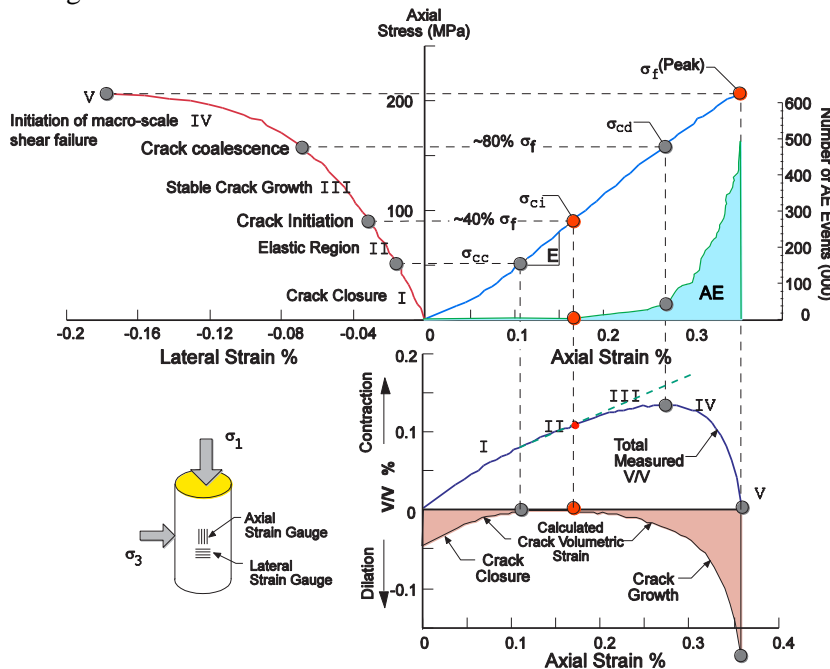 Axial
Stress (MPa)
σf (Peak)
V
200
600
Initiation of macro-scale IV
shear failure
σcd
500
Crack coalescence
~80% σf
400
Stable Crack Growth III
σci
Number of AE Events (000)
Crack Initiation
~40% σf
100
300
Elastic Region II
σcc
E
200
Crack Closure I
AE
100
0
-0.2 -0.16 -0.12 -0.08 -0.04 0 0.1 0.2 0.3
Lateral Strain %
Axial Strain %
0.2
Contraction
III
II
IV
I
0.1
Total
Measured
V/V
V/V %
V
0
Calculated
Crack Volumetric
Strain
Crack
Closure
Dilation
Crack
Growth
-0.1
0 0.1 0.2 0.3 0.4
Axial Strain %
σ1
Axial
Strain Gauge
σ3
Lateral
Strain Gauge